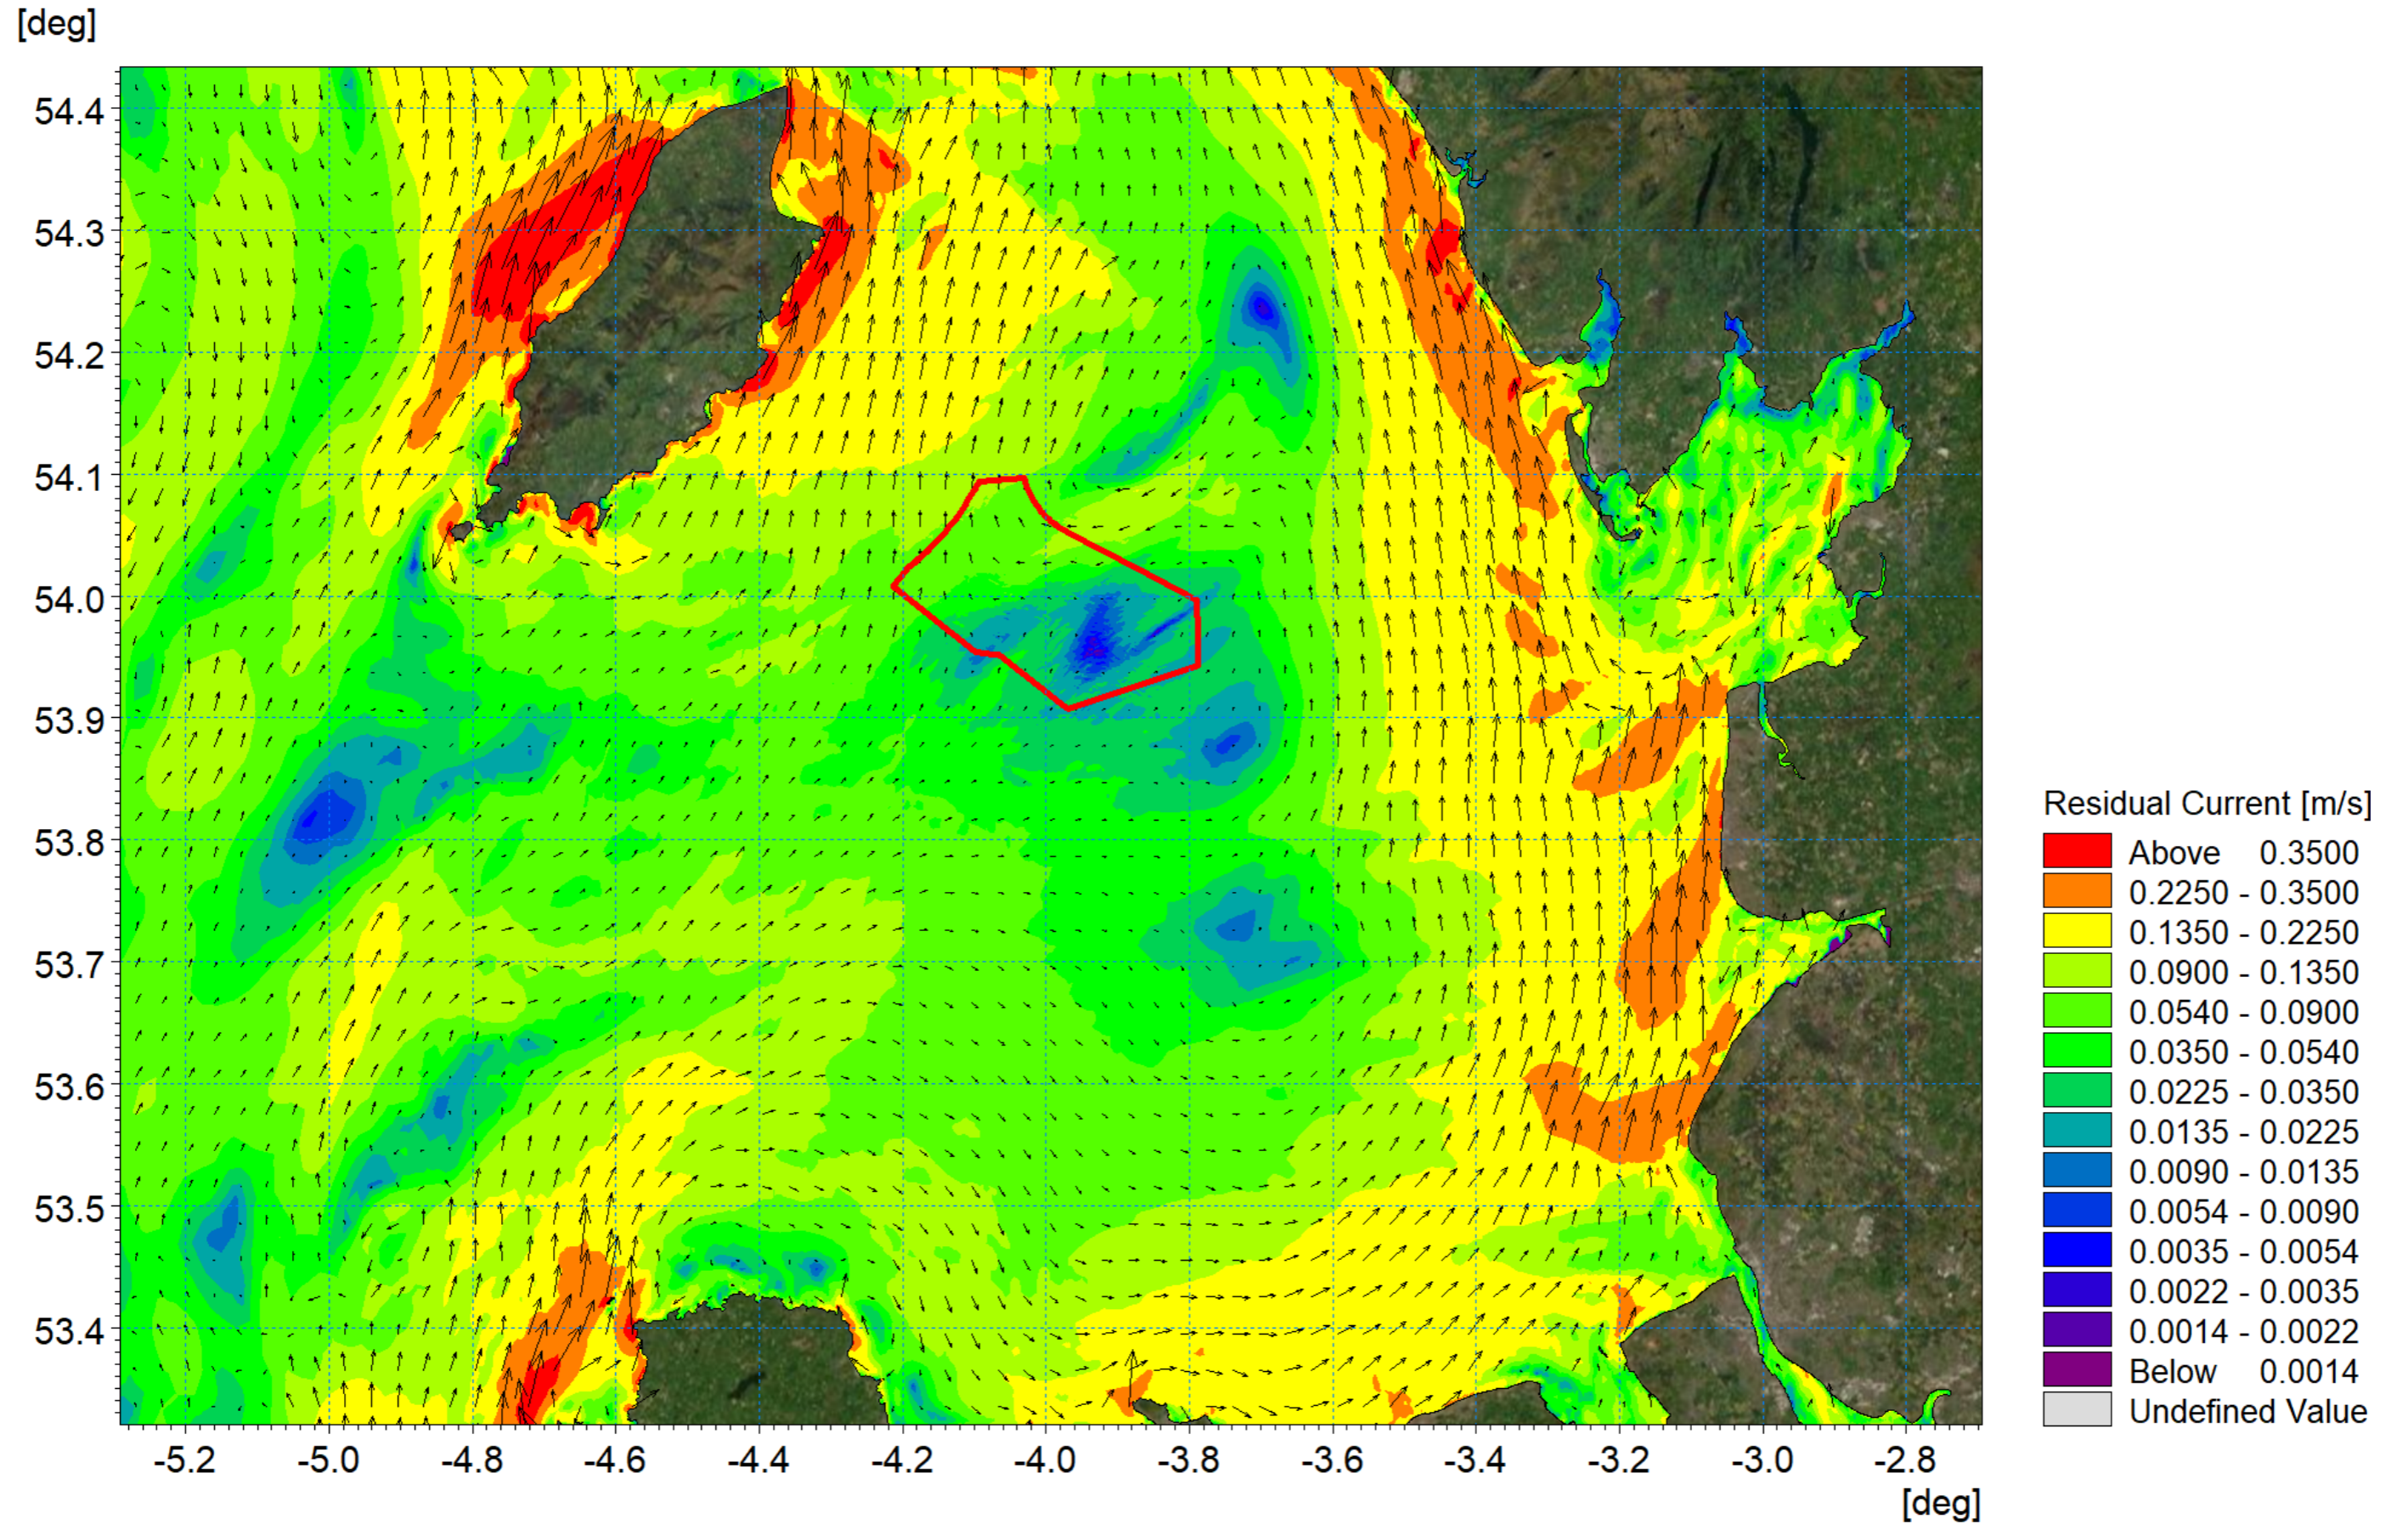 [deg]
54.4
54.3
54.2
54.1
54.0
53.9
53.8
53.7
53.6
53.5
53.4
-5.2 -5.0 -4.8 -4.6 -4.4 -4.2 -4.0 -3.8 -3.6 -3.4 -3.2 -3.0 -2.8
[deg]
Residual Current [m/s]
Above 0.3500
0.2250 - 0.3500
0.1350 - 0.2250
0.0900 - 0.1350
0.0540 - 0.0900
0.0350 - 0.0540
0.0225 - 0.0350
0.0135 - 0.0225
0.0090 - 0.0135
0.0054 - 0.0090
0.0035 - 0.0054
0.0022 - 0.0035
0.0014 - 0.0022
Below 0.0014
Undefined Value